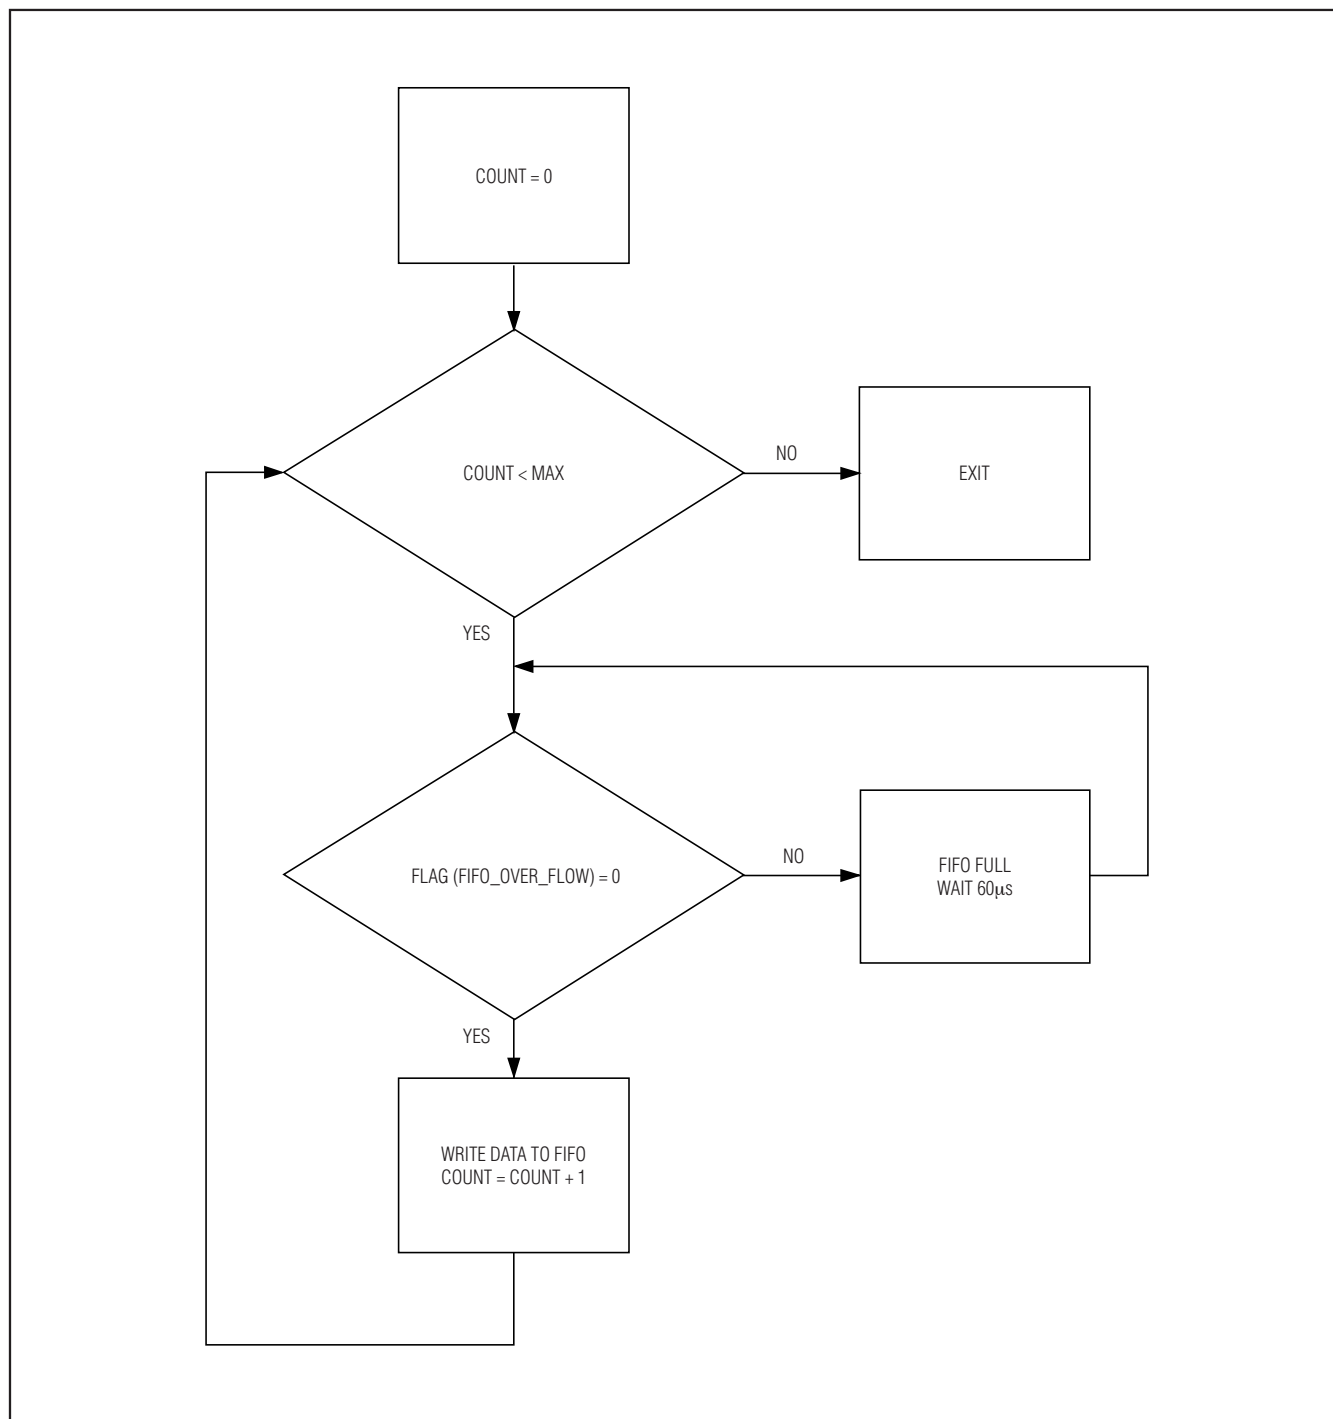 COUNT = 0
COUNT < MAX
NO
EXIT
YES
FLAG (FIFO_OVER_FLOW) = 0
NO
FIFO FULL
WAIT 60μs
YES
WRITE DATA TO FIFO
COUNT = COUNT + 1